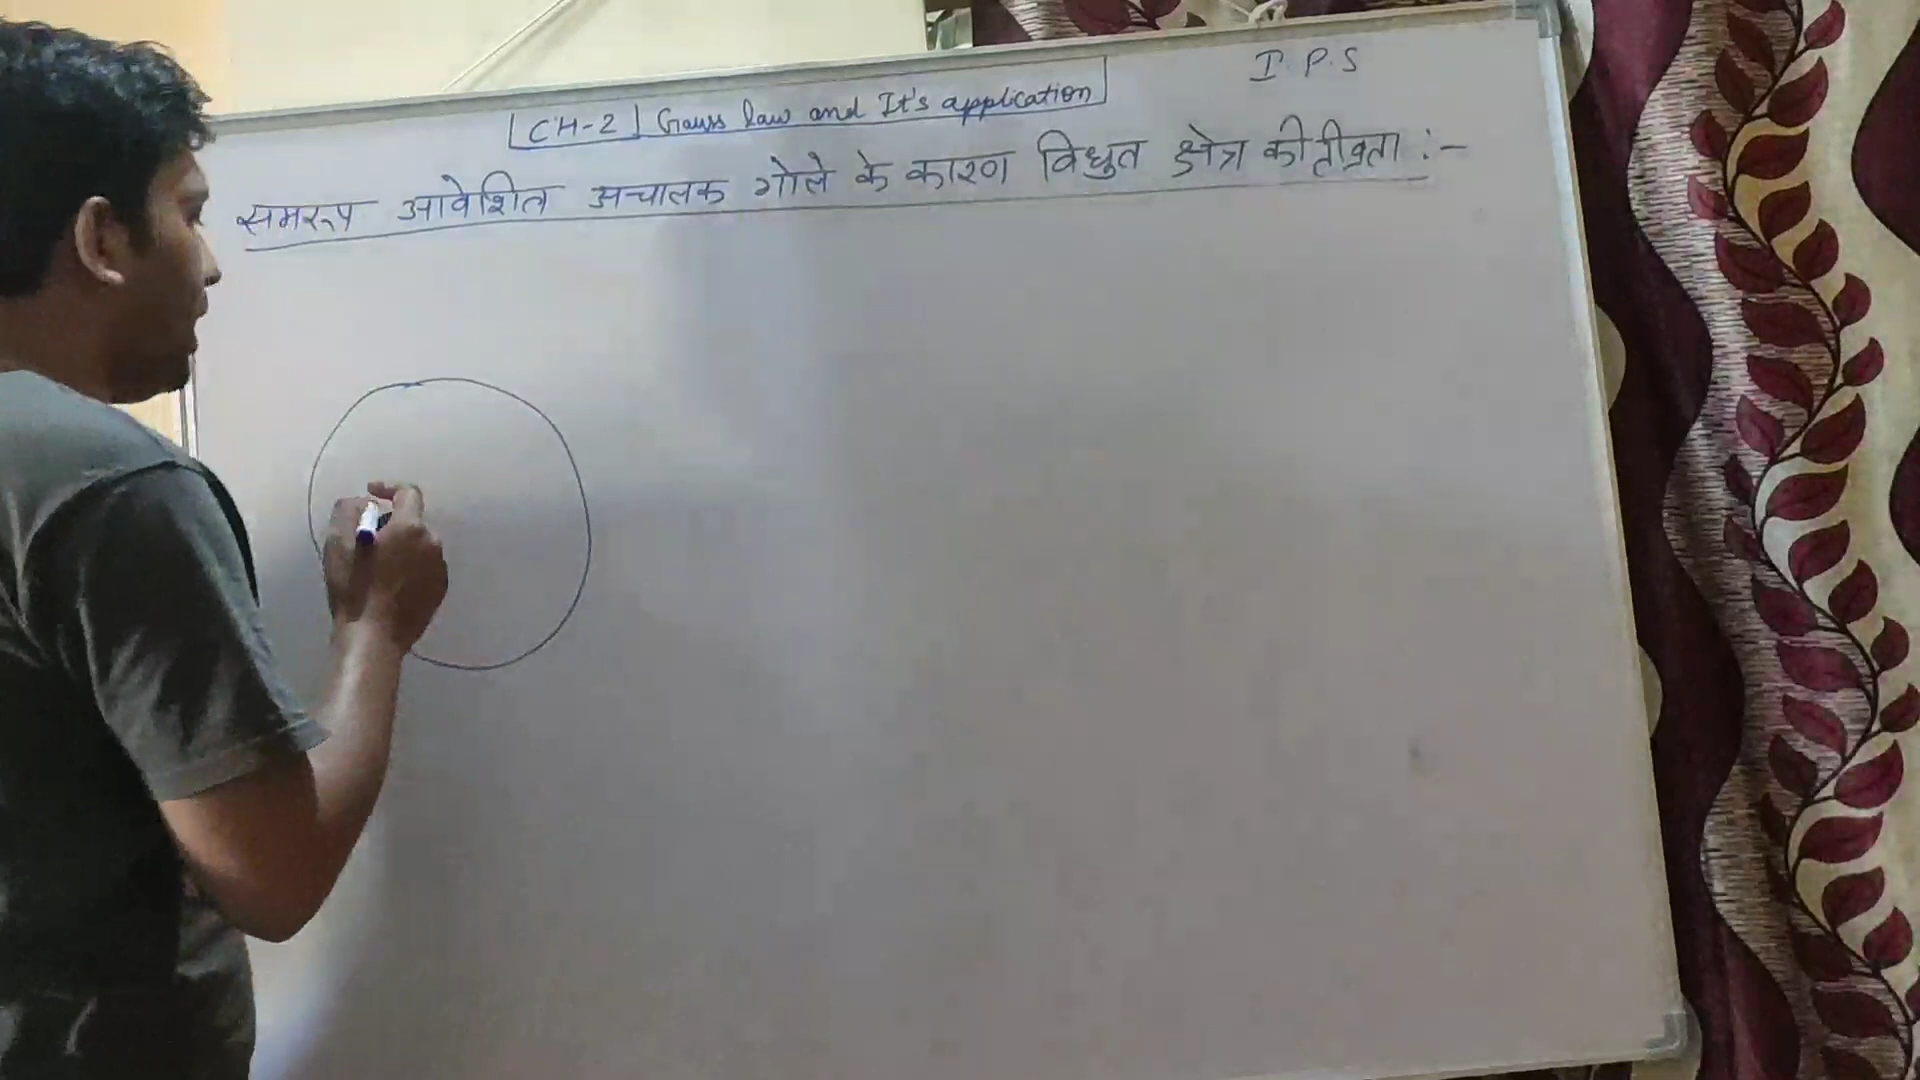 I.P.S
CH-2 Gauss law and It's application
समरूप आवेशित अचालक गोले के कारण विधुत क्षेत्र की तीव्रता :-